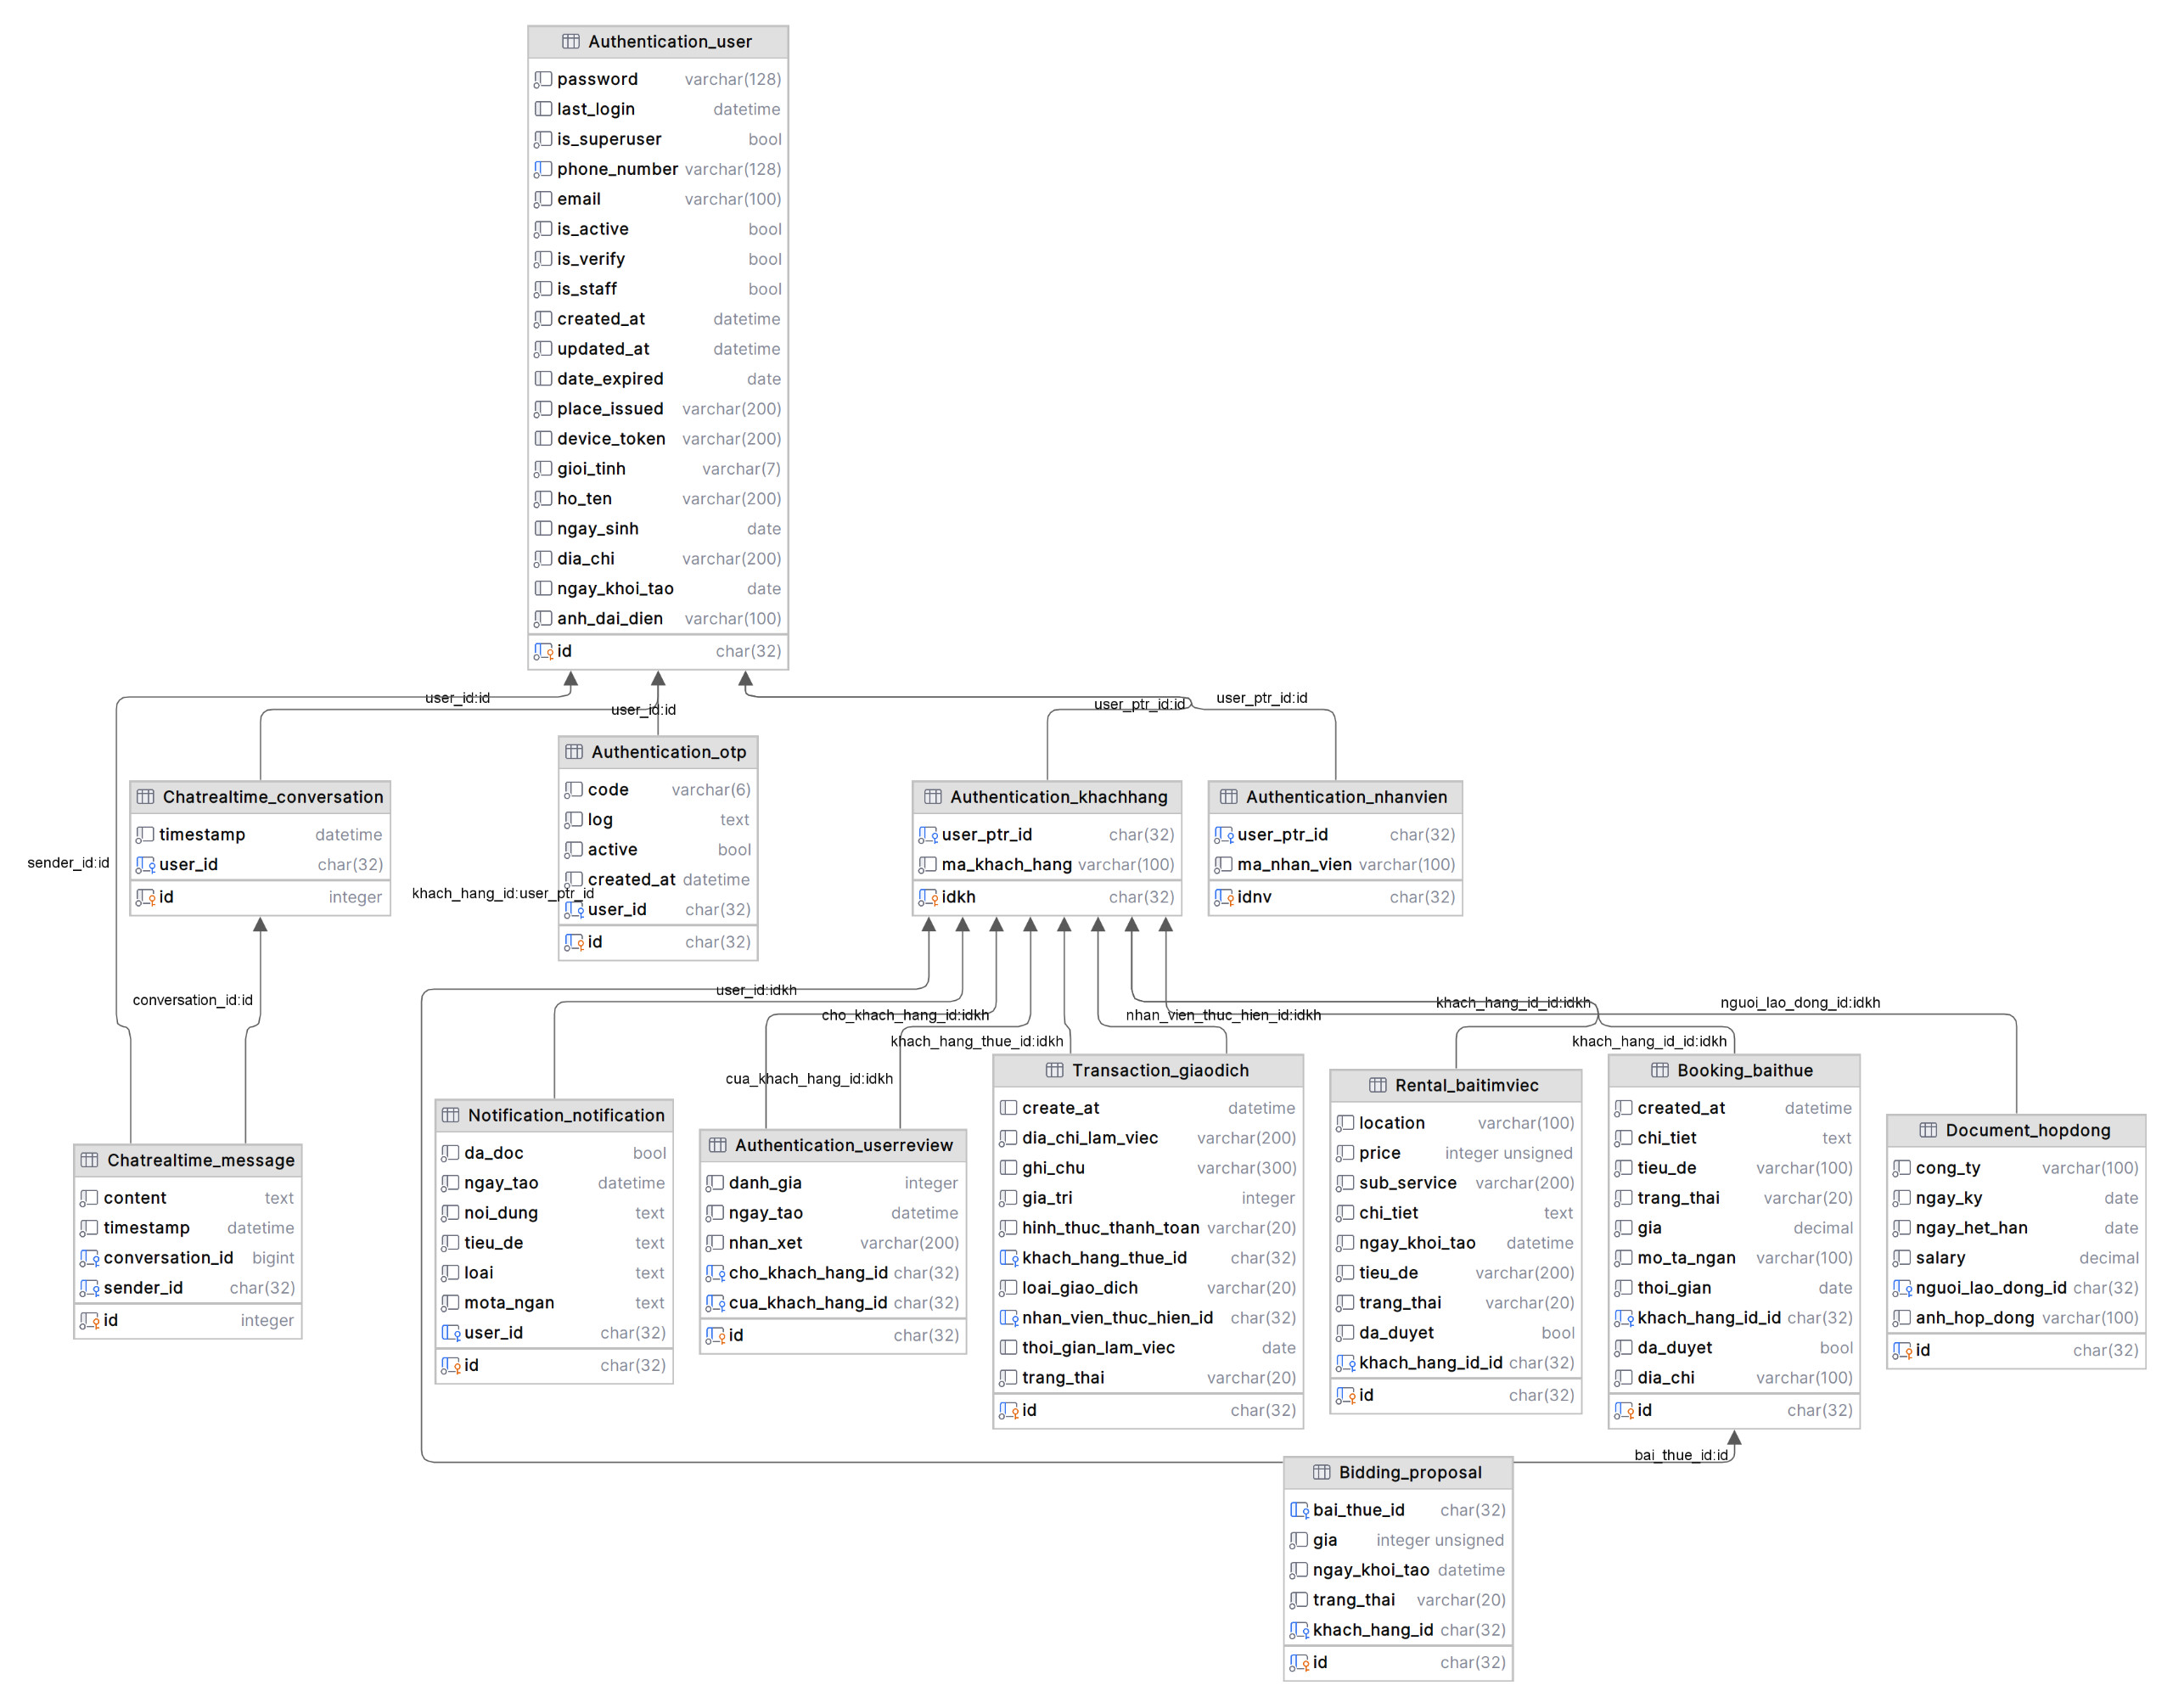 Authentication_user
password varchar(128)
last_login datetime
is_superuser bool
phone_number varchar(128)
email varchar(100)
is_active bool
is_verify bool
is_staff bool
created_at datetime
updated_at datetime
date_expired date
place_issued varchar(200)
device_token varchar(200)
gioi_tinh varchar(7)
ho_ten varchar(200)
ngay_sinh date
dia_chi varchar(200)
ngay_khoi_tao date
anh_dai_dien varchar(100)
id char(32)
user_id:id
user_id:id
user_ptr_id:id
user_ptr_id:id
sender_id:id
Chatrealtime_conversation
timestamp datetime
user_id char(32)
id integer
Authentication_otp
code varchar(6)
log text
active bool
created_at datetime
user_id char(32)
id char(32)
khach_hang_id:user_ptr_id
Authentication_khachhang
user_ptr_id char(32)
ma_khach_hang varchar(100)
idkh char(32)
Authentication_nhanvien
user_ptr_id char(32)
ma_nhan_vien varchar(100)
idnv char(32)
conversation_id:id
user_id:idkh
cho_khach_hang_id:idkh
cua_khach_hang_id:idkh
khach_hang_thue_id:idkh
nhan_vien_thuc_hien_id:idkh
khach_hang_id_id:idkh
khach_hang_id_id:idkh
nguoi_lao_dong_id:idkh
Chatrealtime_message
content text
timestamp datetime
conversation_id bigint
sender_id char(32)
id integer
Notification_notification
da_doc bool
ngay_tao datetime
noi_dung text
tieu_de text
loai text
mota_ngan text
user_id char(32)
id char(32)
Authentication_userreview
danh_gia integer
ngay_tao datetime
nhan_xet varchar(200)
cho_khach_hang_id char(32)
cua_khach_hang_id char(32)
id char(32)
Transaction_giaodich
create_at datetime
dia_chi_lam_viec varchar(200)
ghi_chu varchar(300)
gia_tri integer
hinh_thuc_thanh_toan varchar(20)
khach_hang_thue_id char(32)
loai_giao_dich varchar(20)
nhan_vien_thuc_hien_id char(32)
thoi_gian_lam_viec date
trang_thai varchar(20)
id char(32)
Rental_baitimviec
location varchar(100)
price integer unsigned
sub_service varchar(200)
chi_tiet text
ngay_khoi_tao datetime
tieu_de varchar(200)
trang_thai varchar(20)
da_duyet bool
khach_hang_id_id char(32)
id char(32)
Booking_baithue
created_at datetime
chi_tiet text
tieu_de varchar(100)
trang_thai varchar(20)
gia decimal
mo_ta_ngan varchar(100)
thoi_gian date
khach_hang_id_id char(32)
da_duyet bool
dia_chi varchar(100)
id char(32)
Document_hopdong
cong_ty varchar(100)
ngay_ky date
ngay_het_han date
salary decimal
nguoi_lao_dong_id char(32)
anh_hop_dong varchar(100)
id char(32)
bai_thue_id:id
Bidding_proposal
bai_thue_id char(32)
gia integer unsigned
ngay_khoi_tao datetime
trang_thai varchar(20)
khach_hang_id char(32)
id char(32)